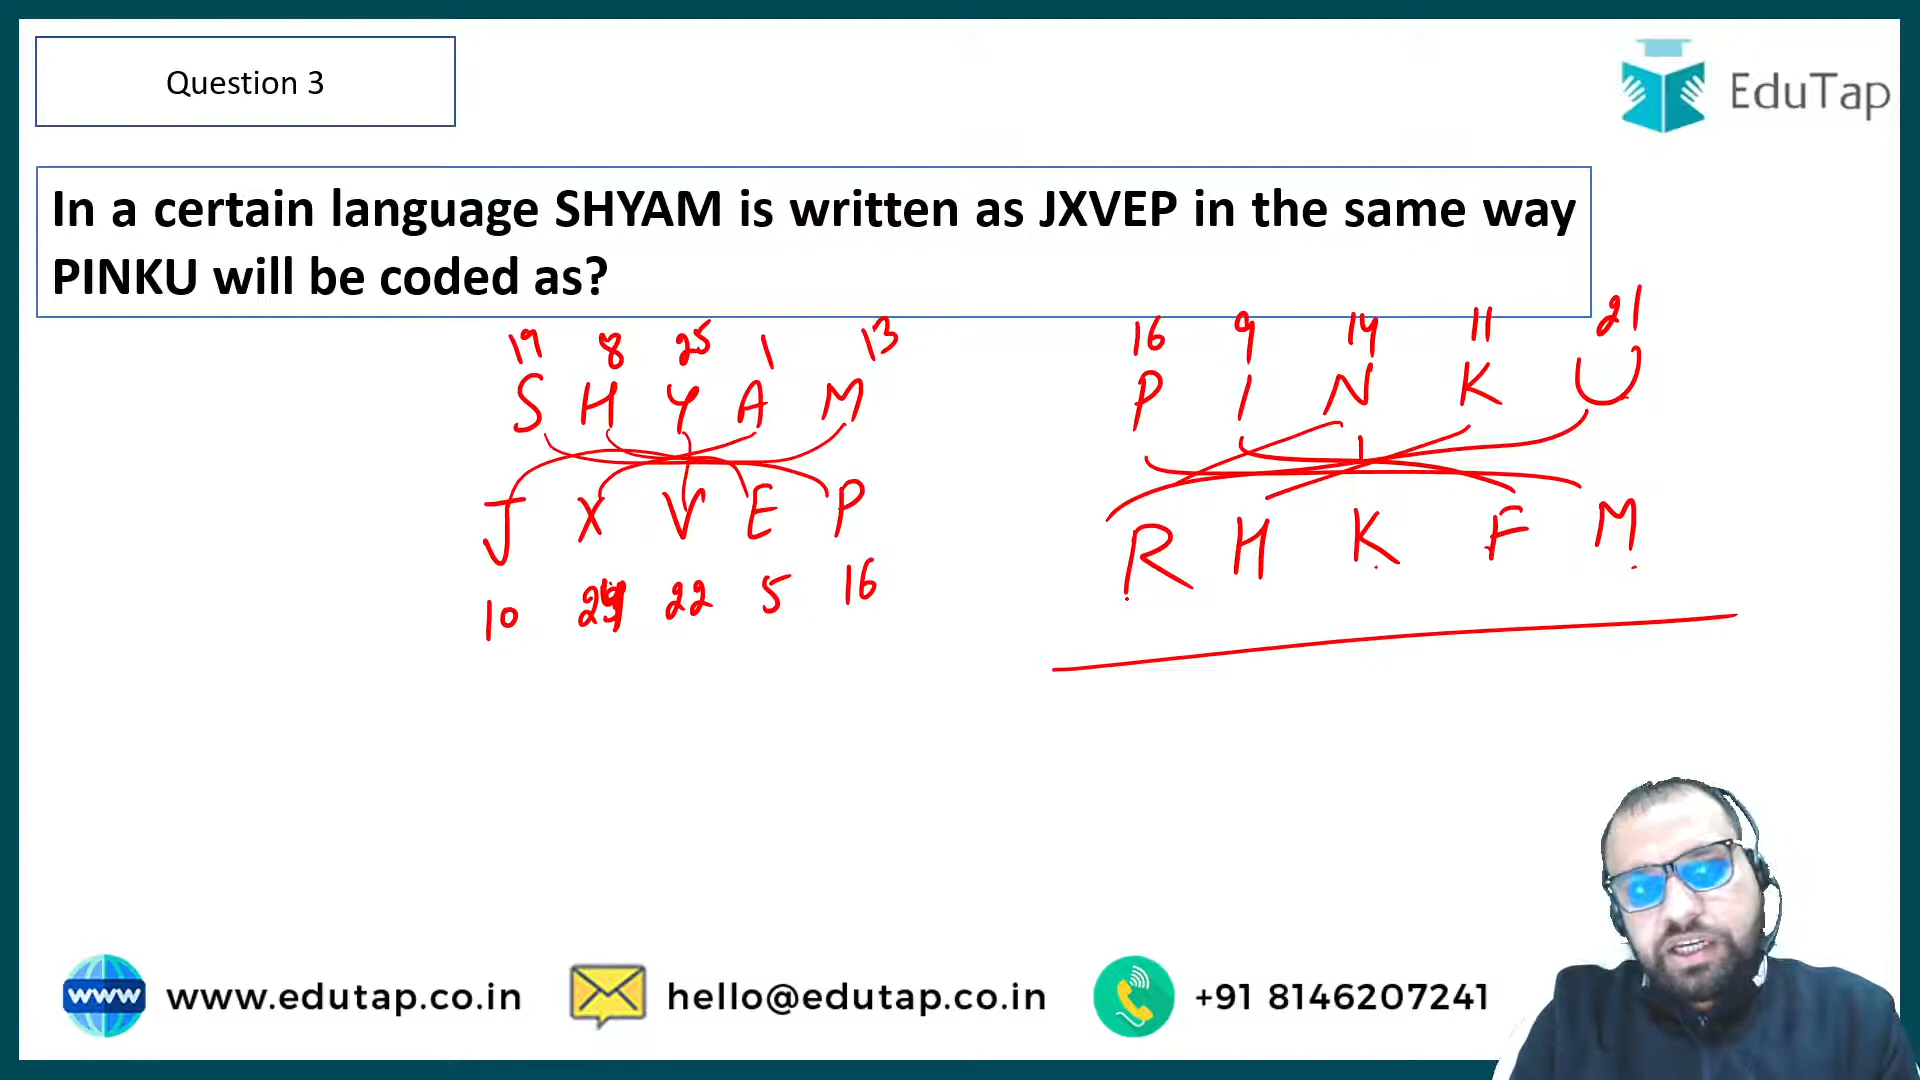 Question 3
EduTap
In a certain language SHYAM is written as JXVEP in the same way
PINKU will be coded as?
19 8 25 1 13
S H Y A M
J X V E P
10 24 22 5 16
16 9 14 11 21
P I N K U
R H K F M
www www.edutap.co.in hello@edutap.co.in +91 8146207241